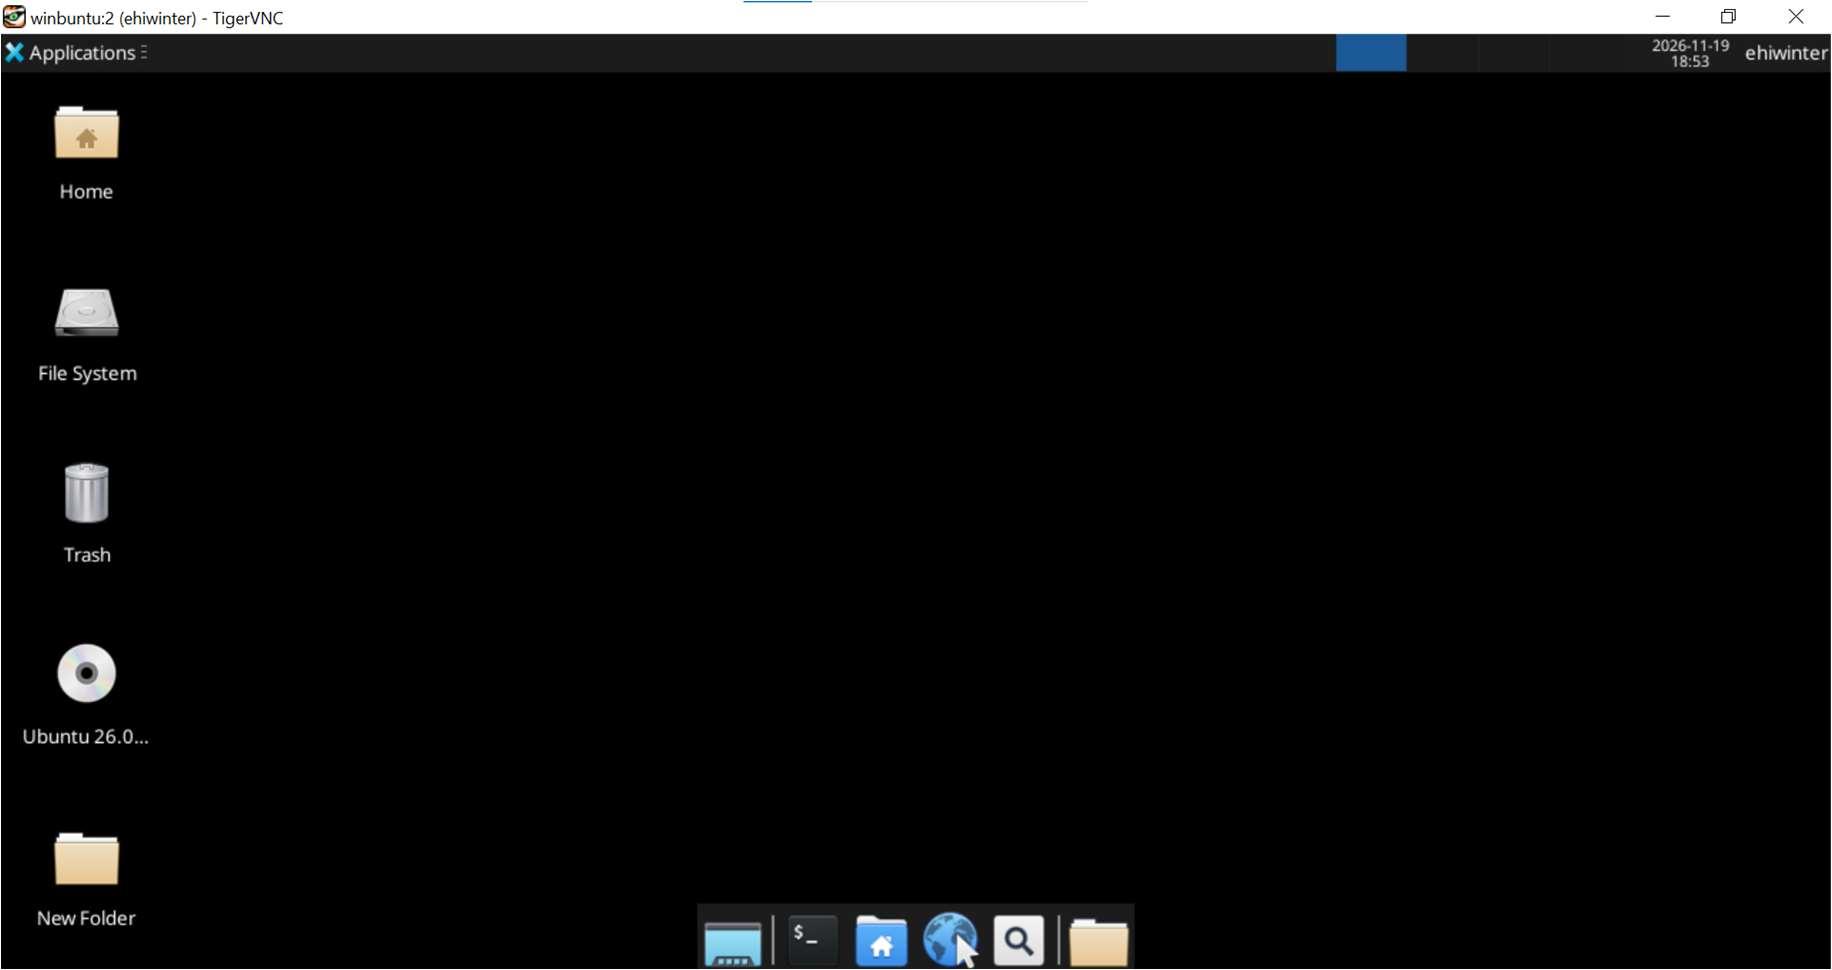 winbuntu:2 (ehiwinter) - TigerVNC
Applications
2026-11-19
18:53
ehiwinter
Home
File System
Trash
Ubuntu 26.0...
New Folder
$_